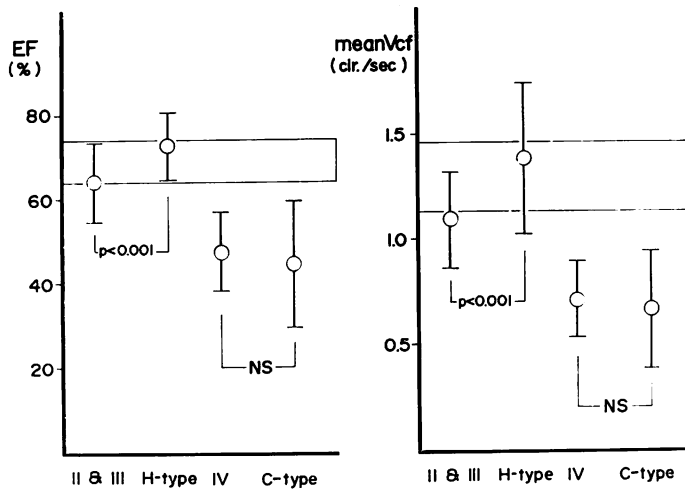 EF
(%)
80
60
40
20
p<0.001
NS
II & III H-type IV C-type
meanVcf
(cir./sec)
1.5
1.0
0.5
p<0.001
NS
II & III H-type IV C-type